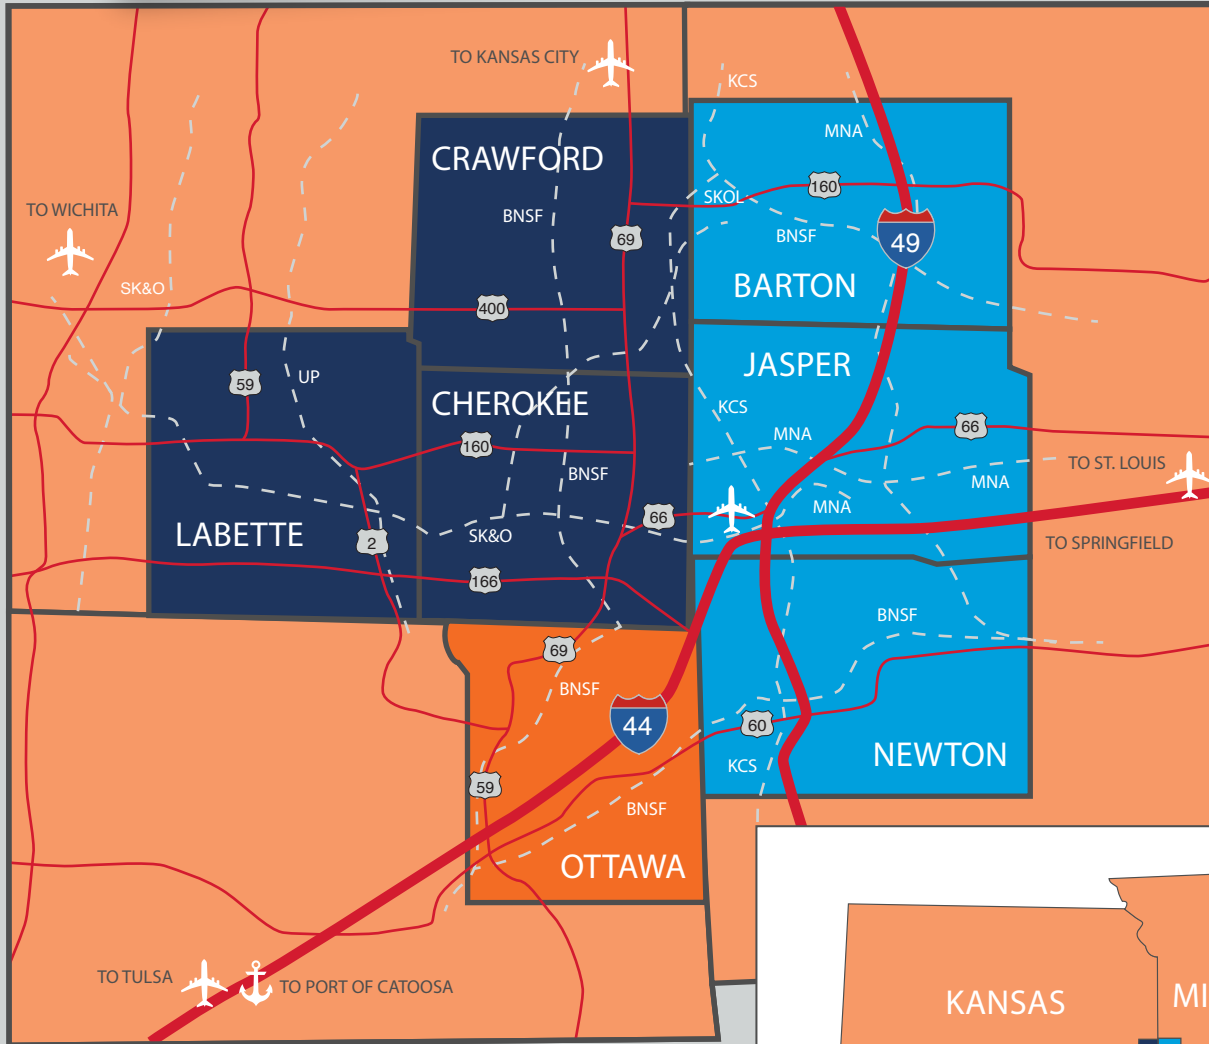 TO KANSAS CITY
KCS
MNA
CRAWFORD
160
SKOL
TO WICHITA
BNSF
69
BNSF
49
SK&O
BARTON
400
JASPER
59
UP
CHEROKEE
KCS
160
66
MNA
TO ST. LOUIS
BNSF
MNA
MNA
66
LABETTE
2
SK&O
TO SPRINGFIELD
166
BNSF
69
BNSF
44
60
NEWTON
KCS
59
BNSF
OTTAWA
TO TULSA
TO PORT OF CATOOSA
KANSAS
MI